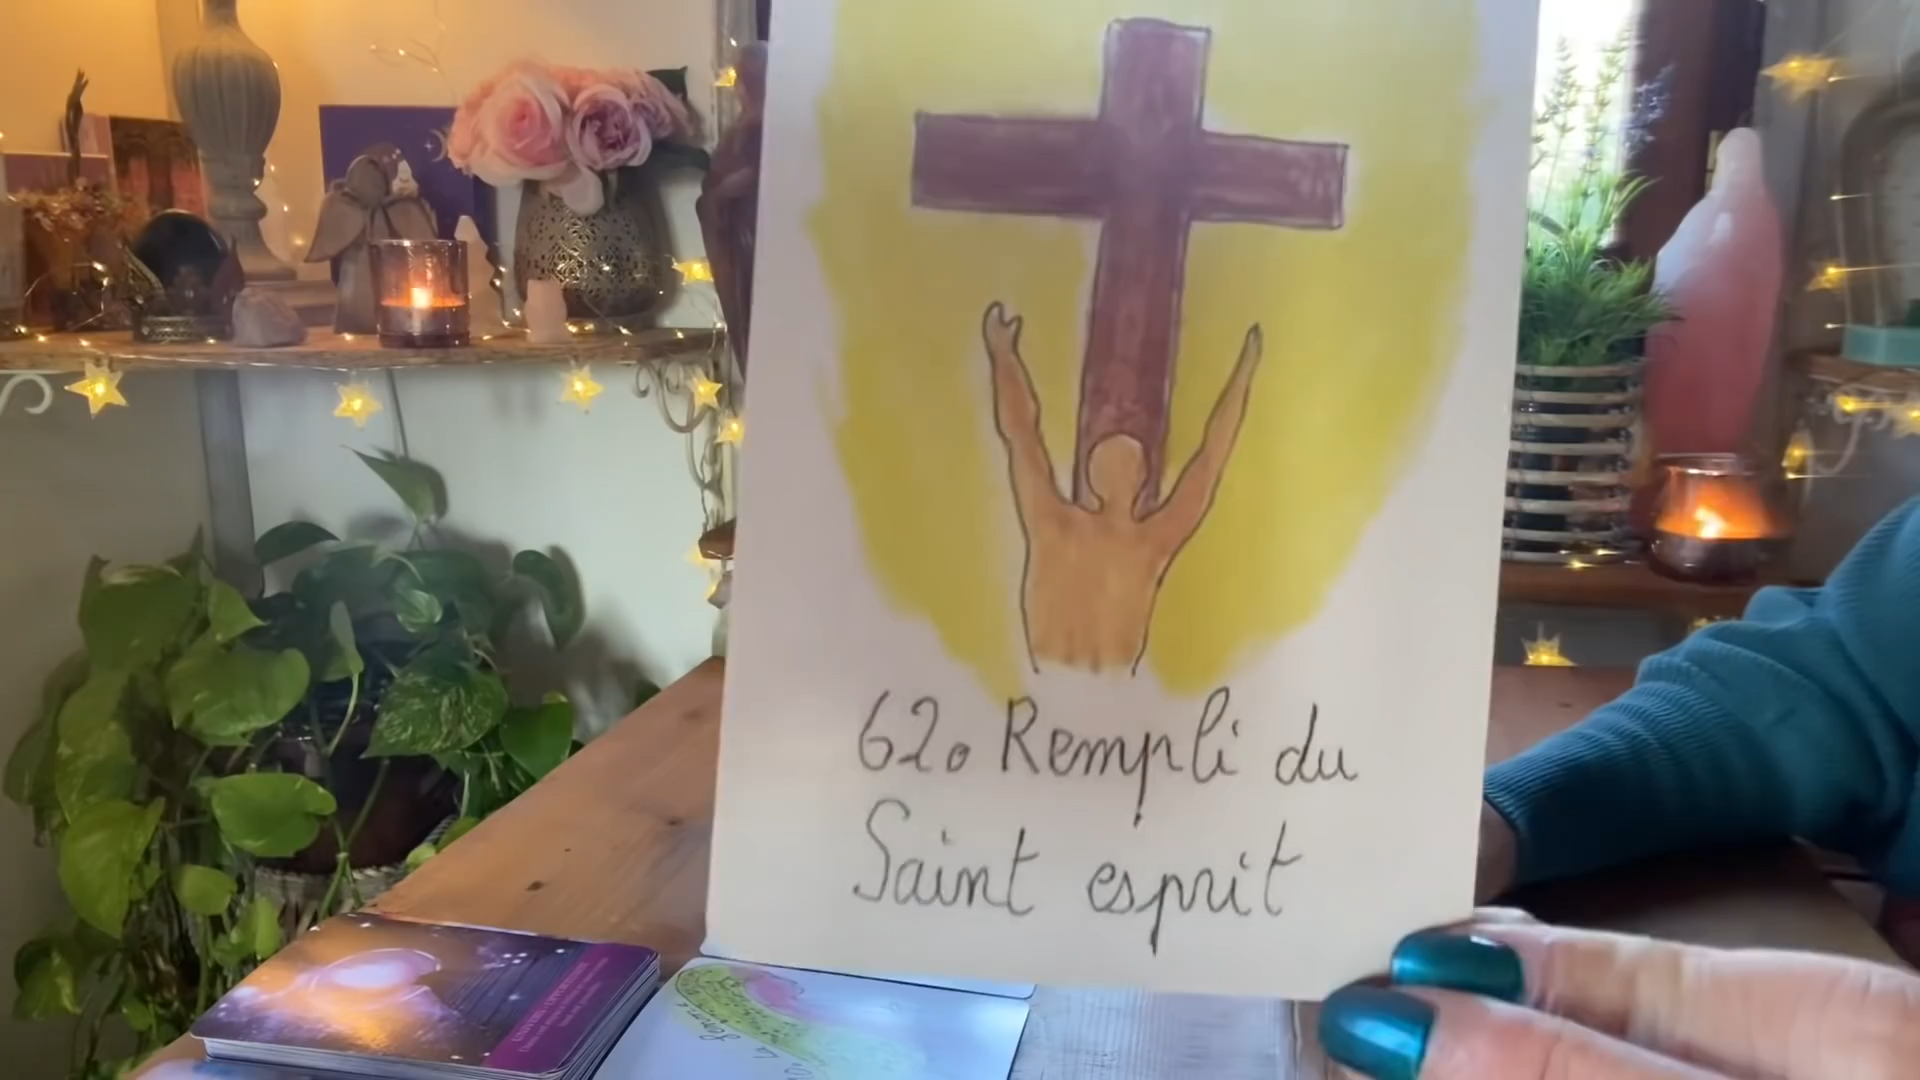 62. Rempli du
Saint esprit